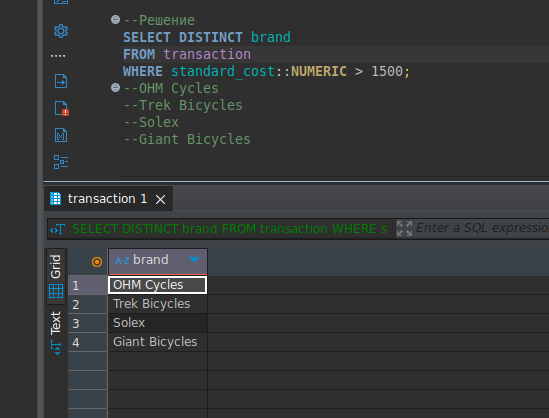 --Решение
SELECT DISTINCT brand
FROM transaction
WHERE standard_cost::NUMERIC > 1500;
--OHM Cycles
--Trek Bicycles
--Solex
--Giant Bicycles
transaction 1
SELECT DISTINCT brand FROM transaction WHERE s
Enter a SQL expressio
Grid
Text
A-Z brand
1 OHM Cycles
2 Trek Bicycles
3 Solex
4 Giant Bicycles